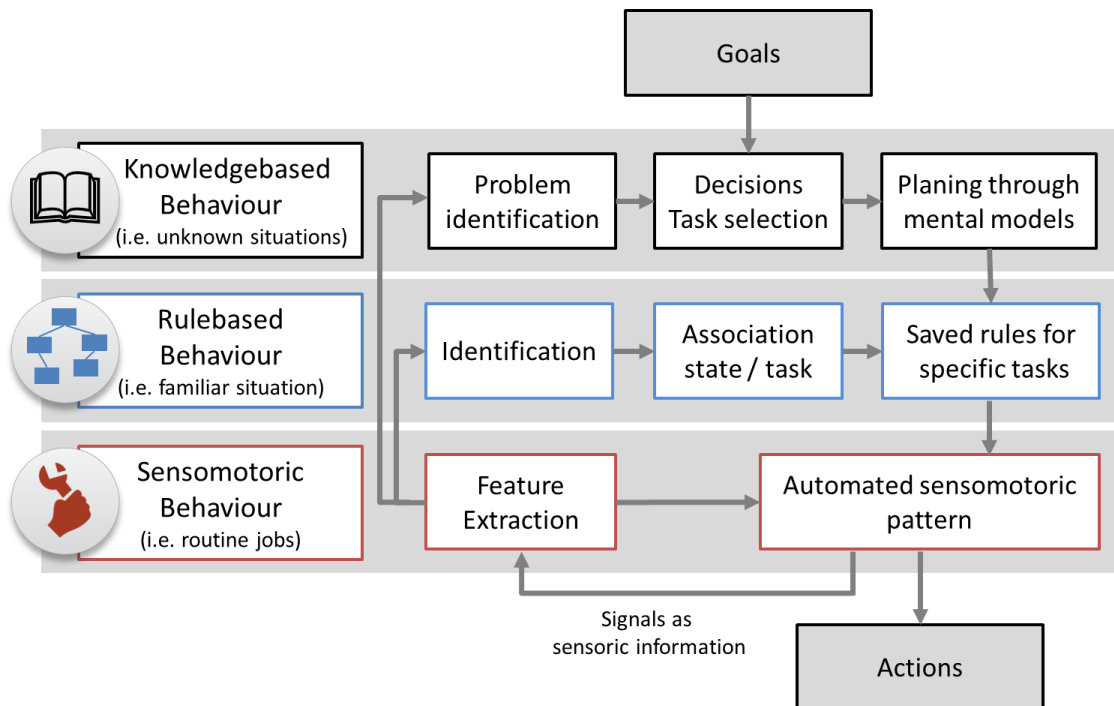 Goals
Knowledgebased
Behaviour
(i.e. unknown situations)
Problem
identification
Decisions
Task selection
Planing through
mental models
Rulebased
Behaviour
(i.e. familiar situation)
Identification
Association
state / task
Saved rules for
specific tasks
Sensomotoric
Behaviour
(i.e. routine jobs)
Feature
Extraction
Automated sensomotoric
pattern
Signals as
sensoric information
Actions